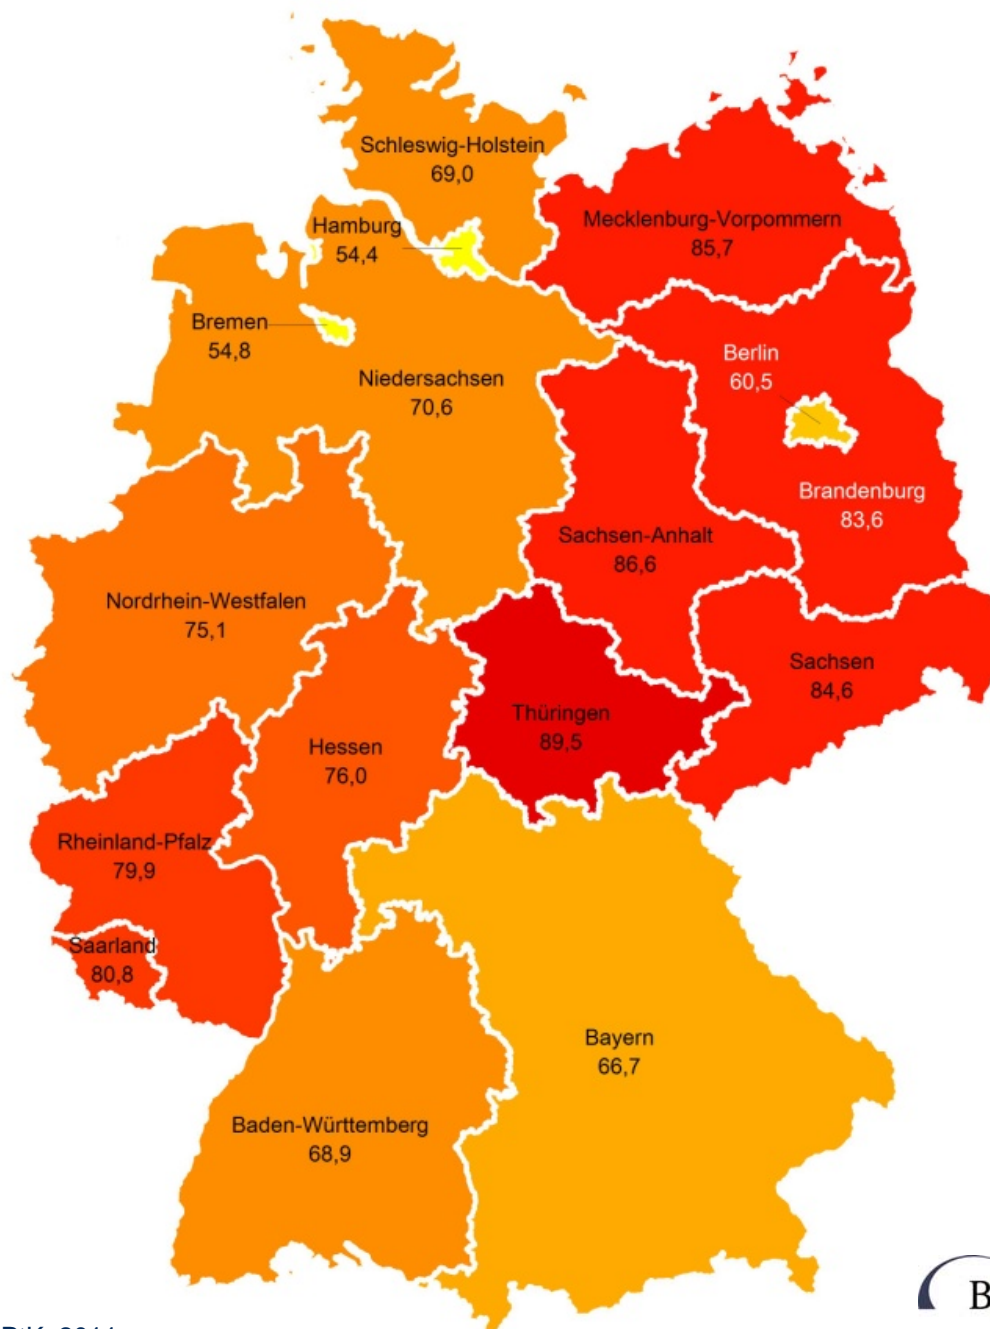 Schleswig-Holstein
69,0
Mecklenburg-Vorpommern
85,7
Hamburg
54,4
Bremen
54,8
Berlin
60,5
Niedersachsen
70,6
Brandenburg
83,6
Sachsen-Anhalt
86,6
Nordrhein-Westfalen
75,1
Sachsen
84,6
Thüringen
89,5
Hessen
76,0
Rheinland-Pfalz
79,9
Saarland
80,8
Bayern
66,7
Baden-Württemberg
68,9
B